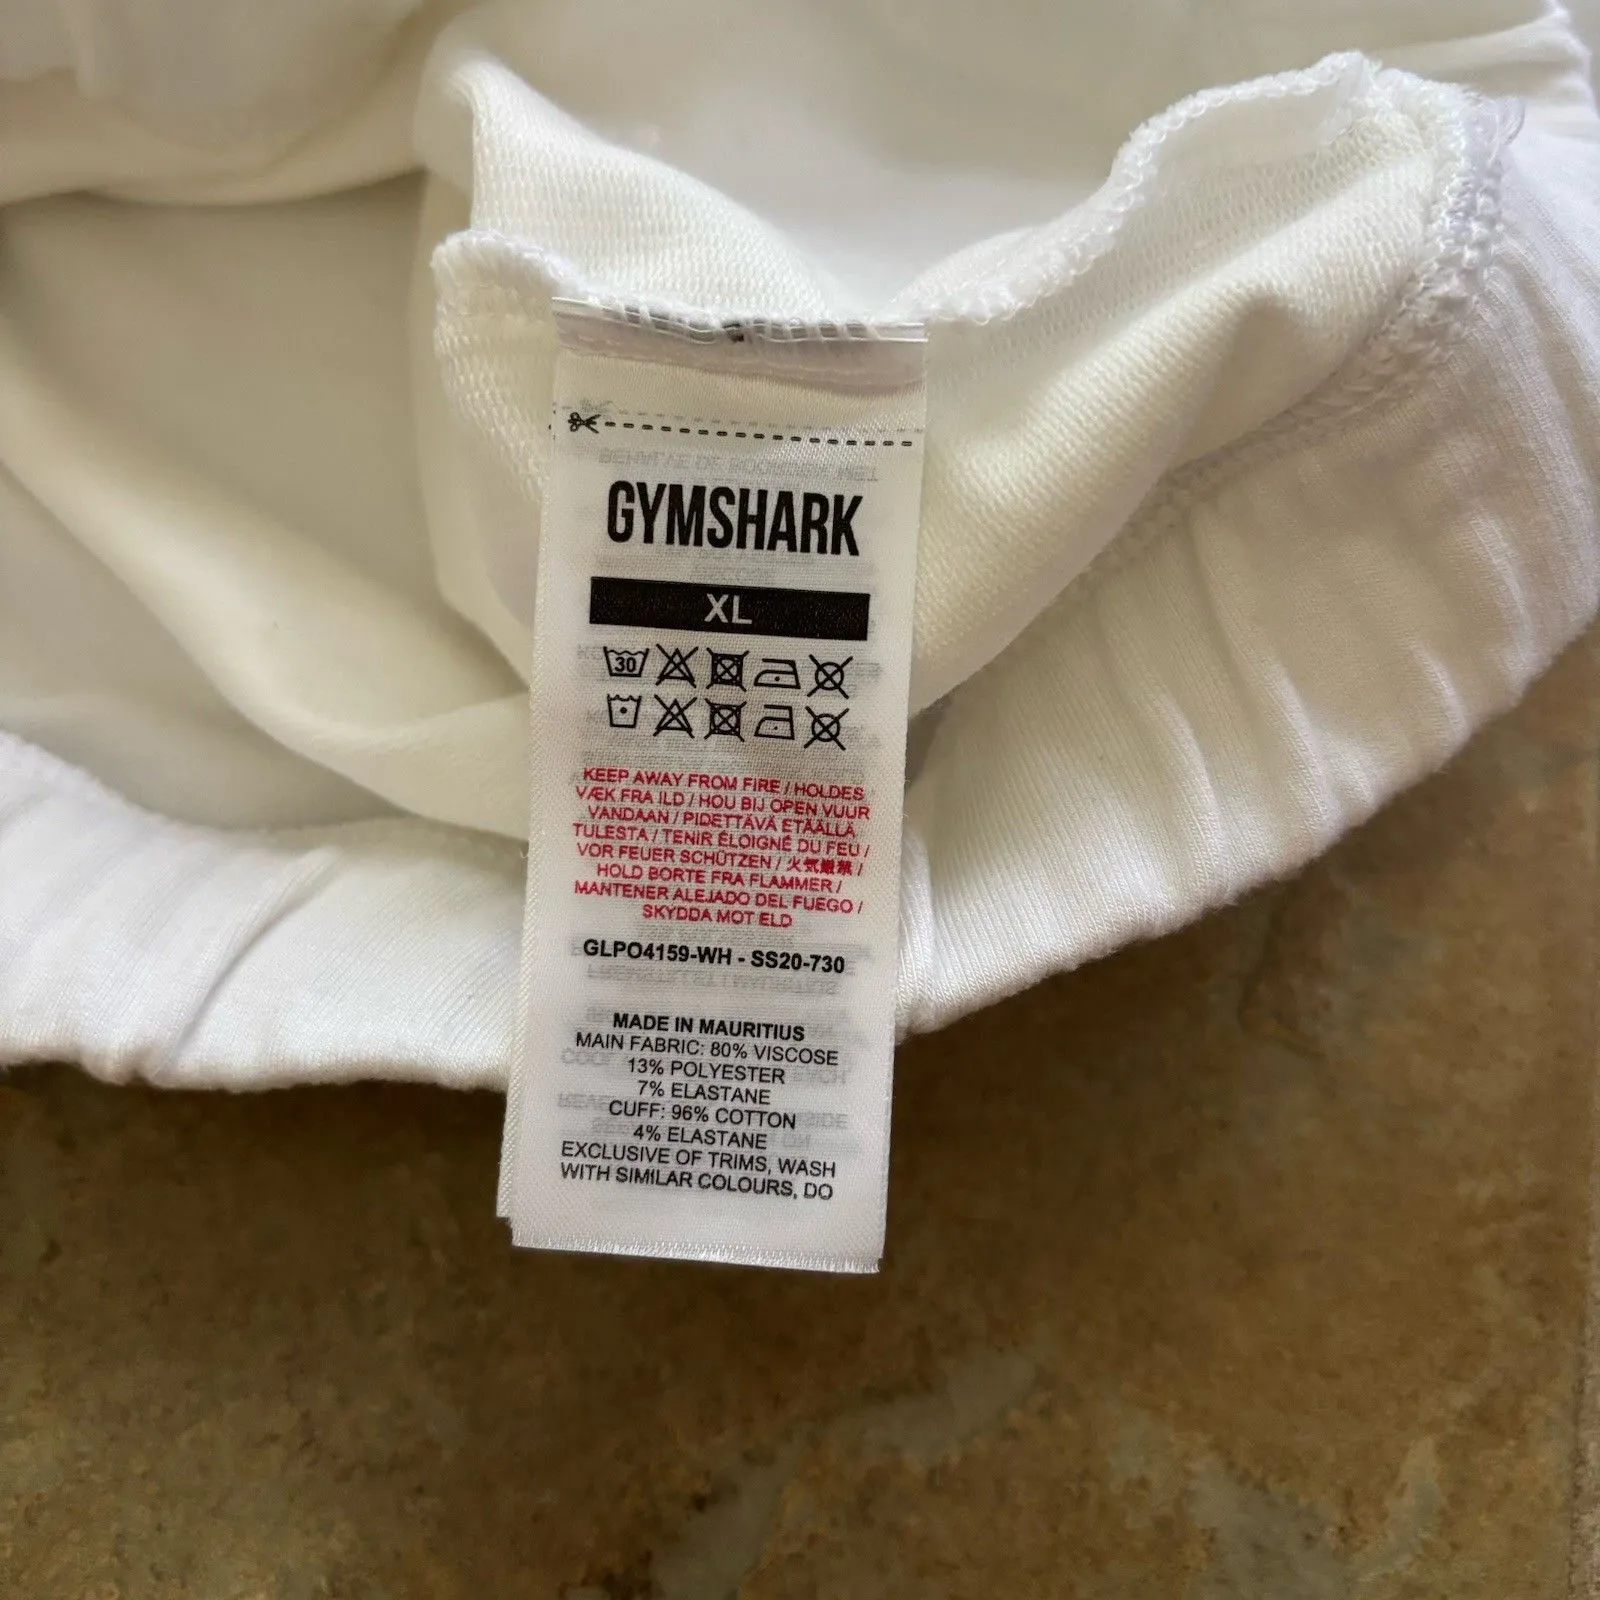 GYMSHARK
XL
30
KEEP AWAY FROM FIRE / HOLDES
VÆK FRA ILD / HOU BIJ OPEN VUUR
VANDAAN / PIDETTÄVÄ ETÄÄLLÄ
TULESTA / TENIR ÉLOIGNÉ DU FEU /
VOR FEUER SCHÜTZEN / 火気厳禁 /
HOLD BORTE FRA FLAMMER /
MANTENER ALEJADO DEL FUEGO /
SKYDDA MOT ELD
GLPO4159-WH - SS20-730
MADE IN MAURITIUS
MAIN FABRIC: 80% VISCOSE
13% POLYESTER
7% ELASTANE
CUFF: 96% COTTON
4% ELASTANE
EXCLUSIVE OF TRIMS, WASH
WITH SIMILAR COLOURS, DO